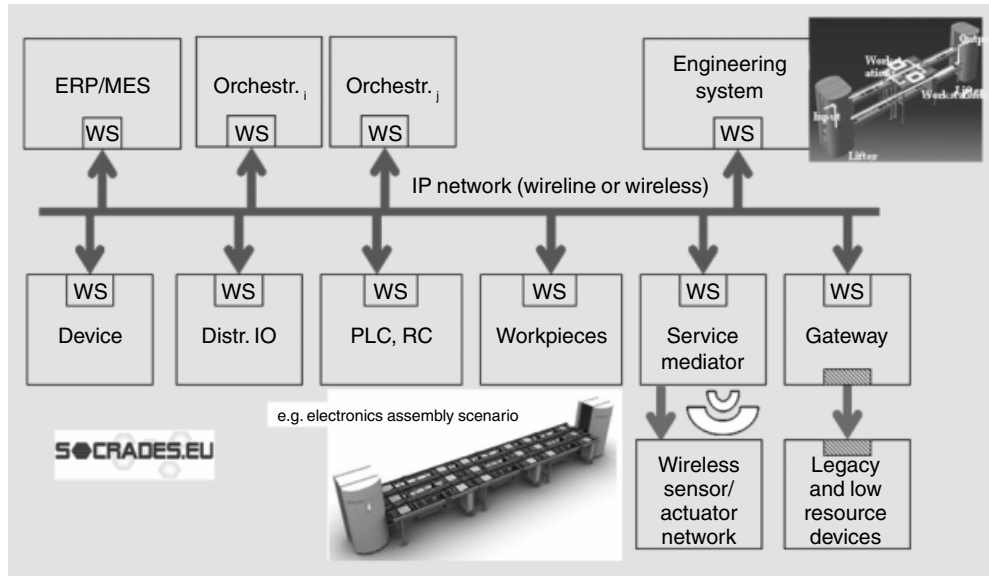 ERP/MES
WS
Orchestr. i
WS
Orchestr. j
WS
Engineering
system
WS
Input
Lifter
IP network (wireline or wireless)
WS
Device
WS
Distr. IO
WS
PLC, RC
WS
Workpieces
WS
Service
mediator
WS
Gateway
e.g. electronics assembly scenario
SOCRADES.EU
Wireless
sensor/
actuator
network
Legacy
and low
resource
devices